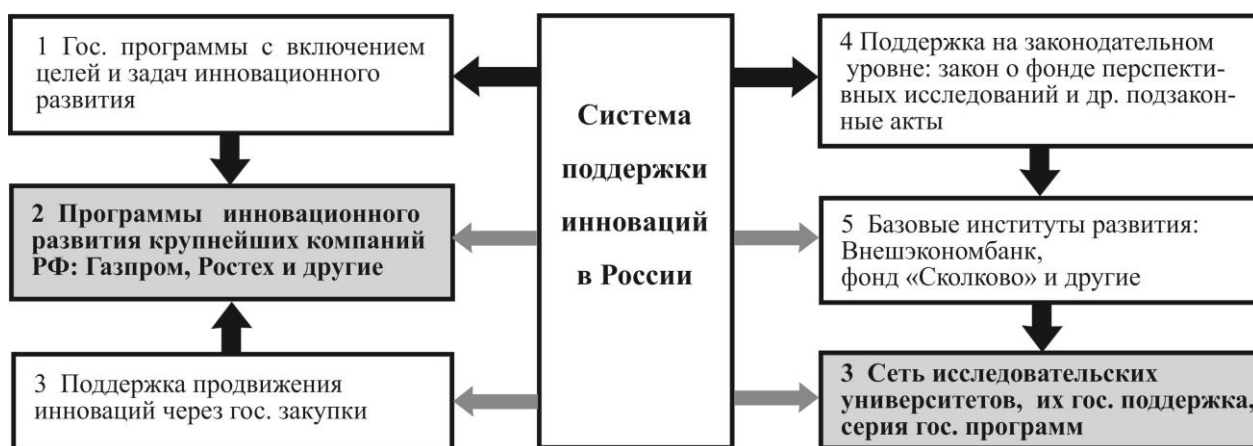 1 Гос. программы с включением
целей и задач инновационного
развития
2 Программы инновационного
развития крупнейших компаний
РФ: Газпром, Ростех и другие
3 Поддержка продвижения
инноваций через гос. закупки
Система
поддержки
инноваций
в России
4 Поддержка на законодательном
уровне: закон о фонде перспекти-
вных исследований и др. подзакон-
ные акты
5 Базовые институты развития:
Внешэкономбанк,
фонд «Сколково» и другие
3 Сеть исследовательских
университетов, их гос. поддержка,
серия гос. программ